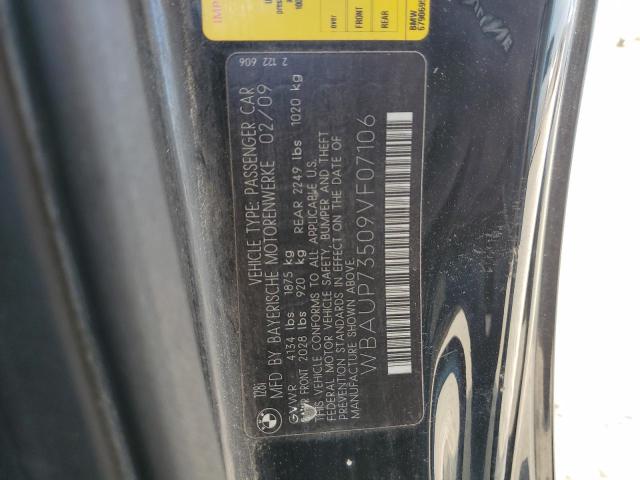 128i
VEHICLE TYPE: PASSENGER CAR
MFD BY BAYERISCHE MOTORENWERKE 02/09
GVWR 4134 lbs 1875 kg
GAWR FRONT 2028 lbs 920 kg REAR 2249 lbs 1020 kg
THIS VEHICLE CONFORMS TO ALL APPLICABLE U.S.
FEDERAL MOTOR VEHICLE SAFETY, BUMPER AND THEFT
PREVENTION STANDARDS IN EFFECT ON THE DATE OF
MANUFACTURE SHOWN ABOVE.
WBAUP73509VF07106
2 122 606
IMP
over
FRONT
REAR
BMW